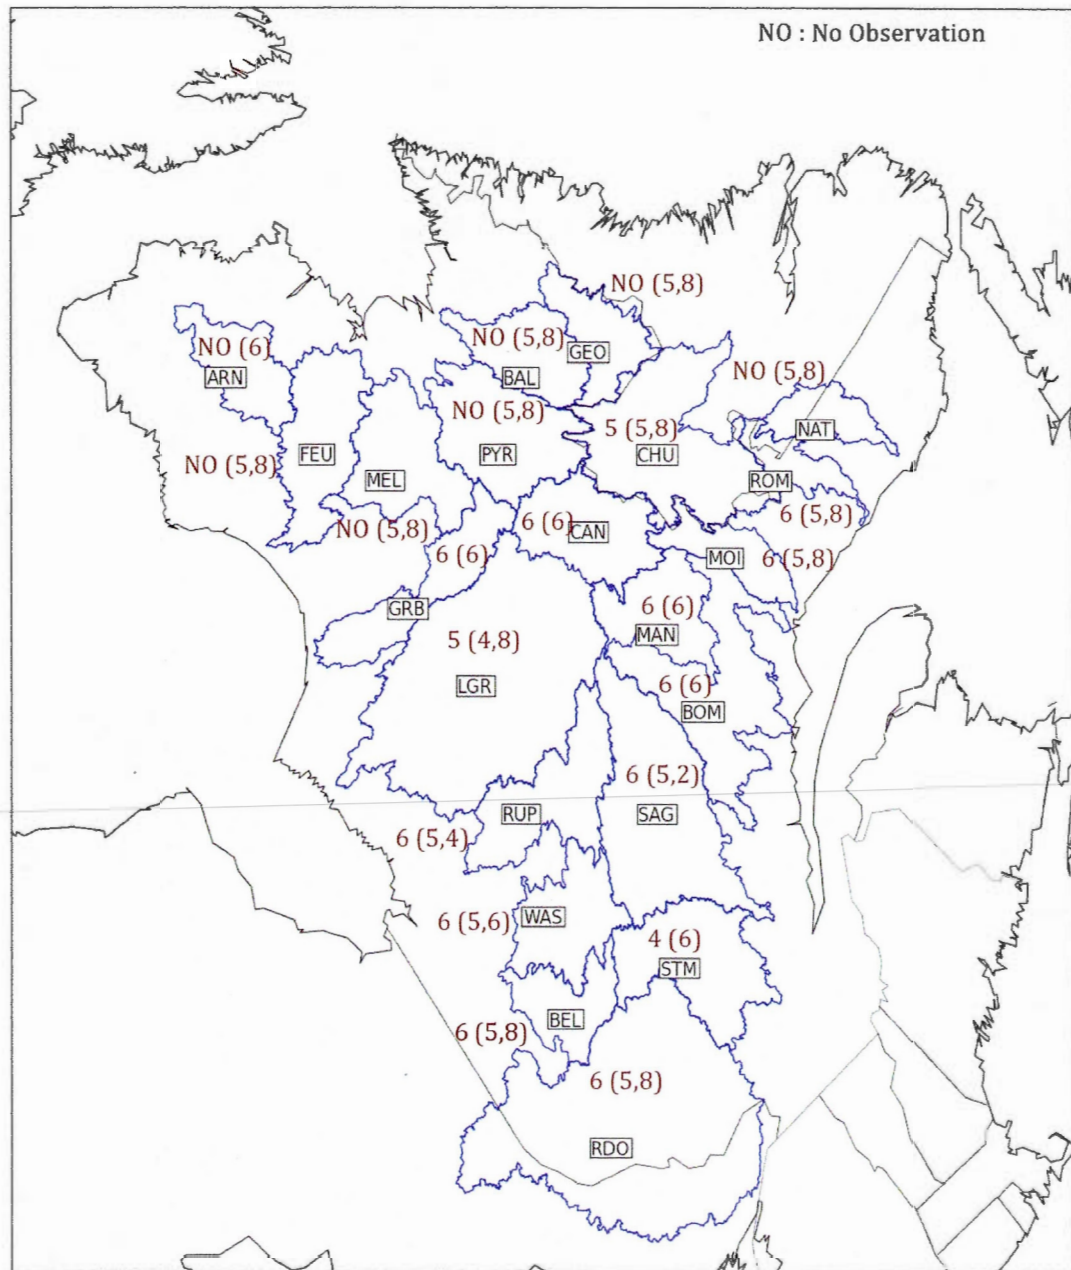 NO : No Observation
NO (5,8)
NO (5,8)
GEO
NO (6)
ARN
BAL
NO (5,8)
NO (5,8)
5 (5,8)
NAT
NO (5,8)
FEU
MEL
PYR
CHU
ROM
6 (5,8)
NO (5,8)
6 (6)
CAN
6 (6)
MOI
6 (5,8)
GRB
6 (6)
MAN
5 (4,8)
LGR
6 (6)
BOM
6 (5,2)
RUP
SAG
6 (5,4)
6 (5,6)
WAS
4 (6)
STM
BEL
6 (5,8)
6 (5,8)
RDO